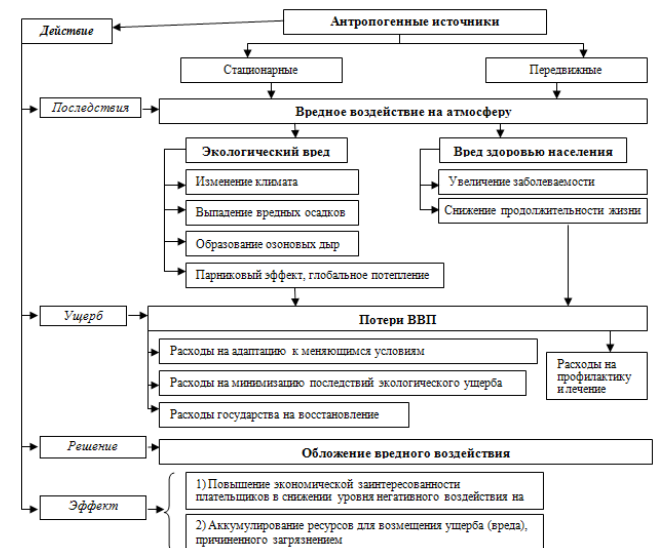 Антропогенные источники
Действие
Стационарные
Передвижные
Последствия
Вредное воздействие на атмосферу
Экологический вред
Вред здоровью населения
Изменение климата
Увеличение заболеваемости
Выпадение вредных осадков
Снижение продолжительности жизни
Образование озоновых дыр
Парниковый эффект, глобальное потепление
Ущерб
Потери ВВП
Расходы на адаптацию к меняющимся условиям
Расходы на
профилактику
и лечение
Расходы на минимизацию последствий экологического ущерба
Расходы государства на восстановление
Решение
Обложение вредного воздействия
Эффект
1) Повышение экономической заинтересованности
плательщиков в снижении уровня негативного воздействия на
2) Аккумулирование ресурсов для возмещения ущерба (вреда),
причиненного загрязнением